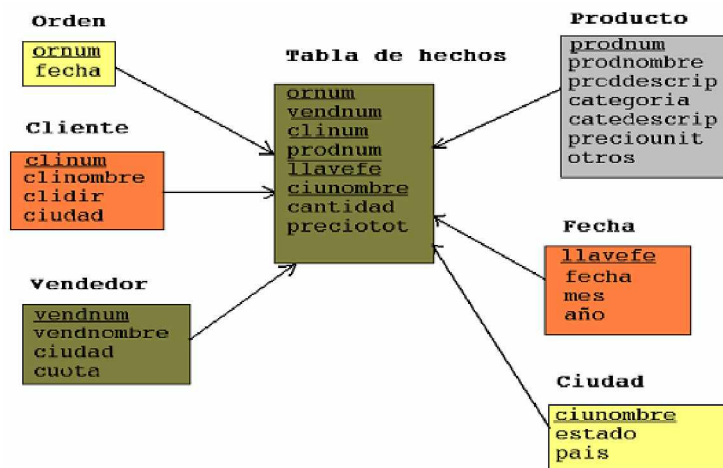 Orden
ornum
fecha
Cliente
clinum
clinombre
clidir
ciudad
Vendedor
vendnum
vendnombre
ciudad
cuota
Tabla de hechos
ornum
vendnum
clinum
prodnum
llavefe
ciunombre
cantidad
preciotot
Producto
prodnum
prodnombre
prcddescrip
categoria
catedescrip
preciounit
otros
Fecha
llavefe
fecha
mes
año
Ciudad
ciunombre
estado
pais